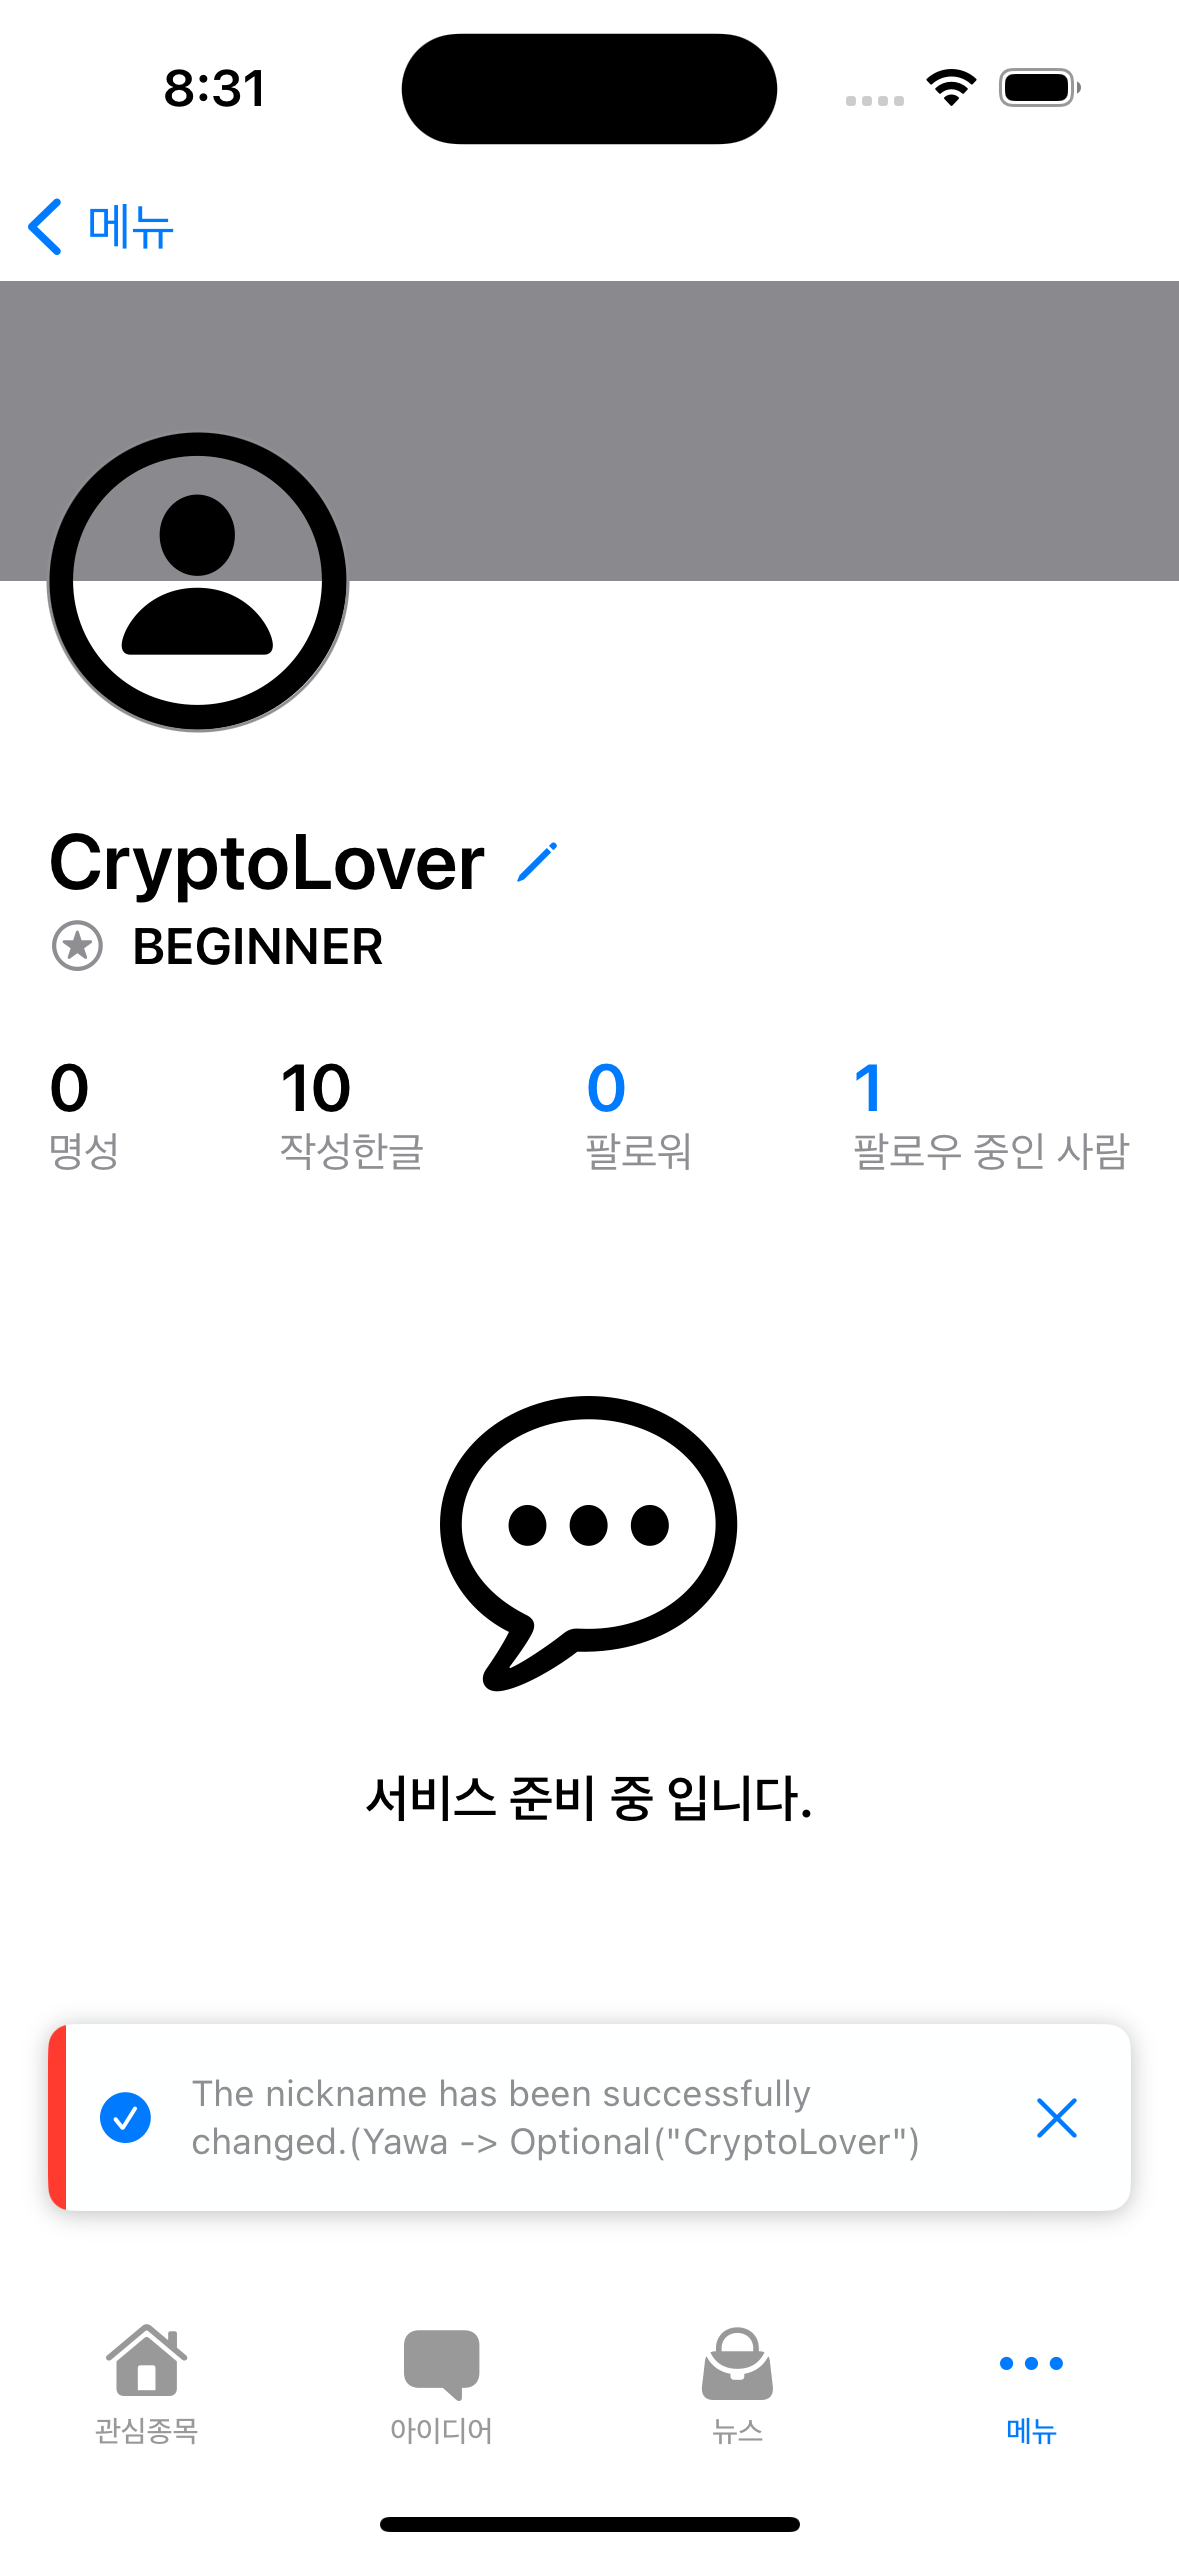 8:31
메뉴
CryptoLover
BEGINNER
0 10 0 1
명성 작성한글 팔로워 팔로우 중인 사람
서비스 준비 중 입니다.
The nickname has been successfully
changed.(Yawa -> Optional("CryptoLover")
관심종목 아이디어 뉴스 메뉴